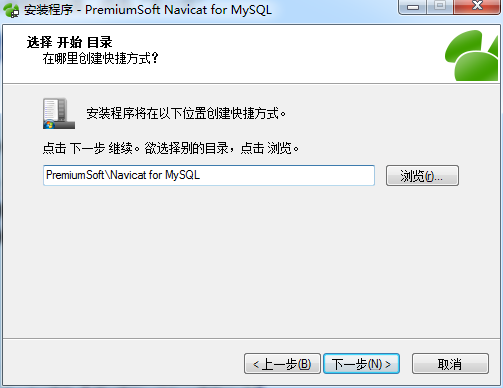 安装程序 - PremiumSoft Navicat for MySQL
选择 开始 目录
在哪里创建快捷方式？
安装程序将在以下位置创建快捷方式。
点击 下一步 继续。欲选择别的目录，点击 浏览。
PremiumSoft\Navicat for MySQL
浏览(r)...
< 上一步(B)
下一步(N) >
取消